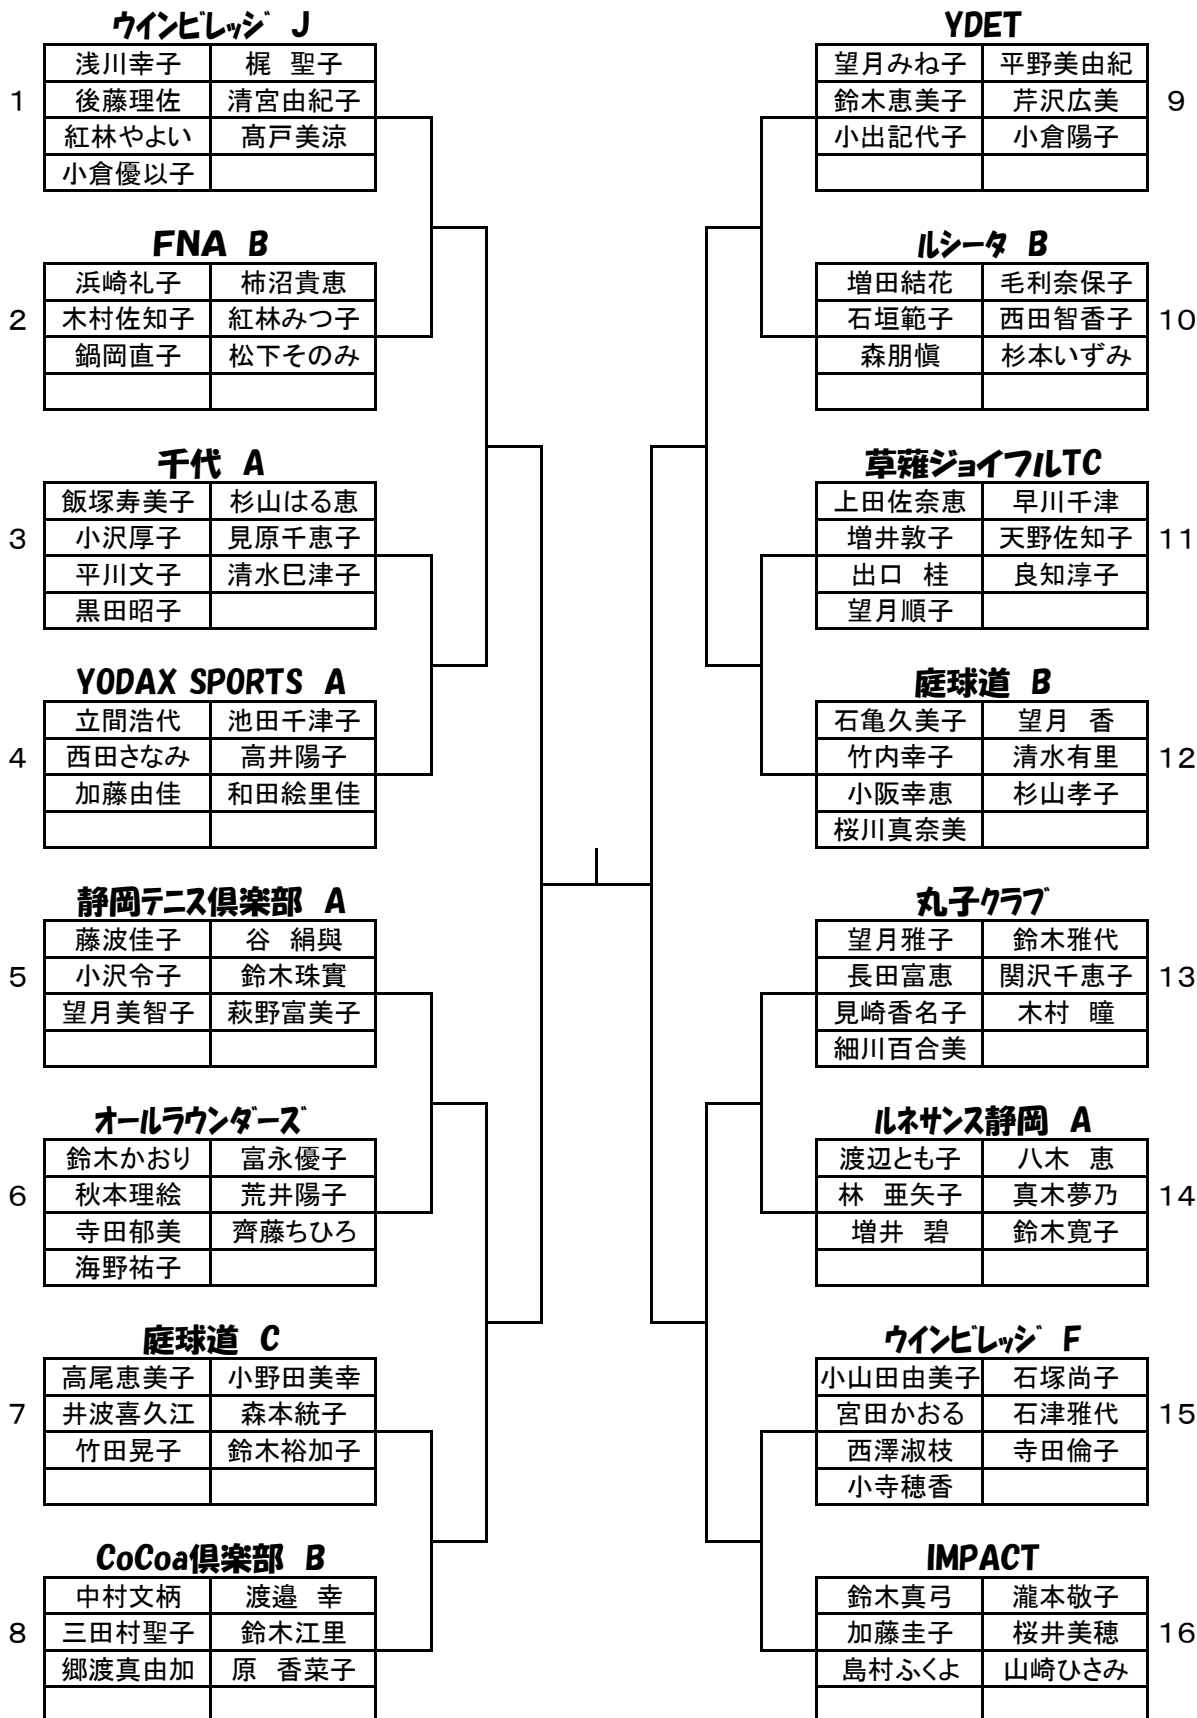 ウインビレッジ J
1
浅川幸子 梶 聖子
後藤理佐 清宮由紀子
紅林やよい 髙戸美涼
小倉優以子
FNA B
2
浜崎礼子 柿沼貴恵
木村佐知子 紅林みつ子
鍋岡直子 松下そのみ
千代 A
3
飯塚寿美子 杉山はる恵
小沢厚子 見原千恵子
平川文子 清水巳津子
黒田昭子
YODAX SPORTS A
4
立間浩代 池田千津子
西田さなみ 高井陽子
加藤由佳 和田絵里佳
静岡テニス倶楽部 A
5
藤波佳子 谷 絹與
小沢令子 鈴木珠實
望月美智子 萩野富美子
オールラウンダーズ
6
鈴木かおり 富永優子
秋本理絵 荒井陽子
寺田郁美 齊藤ちひろ
海野祐子
庭球道 C
7
高尾恵美子 小野田美幸
井波喜久江 森本統子
竹田晃子 鈴木裕加子
CoCoa倶楽部 B
8
中村文柄 渡邉 幸
三田村聖子 鈴木江里
郷渡真由加 原 香菜子
YDET
9
望月みね子 平野美由紀
鈴木恵美子 芹沢広美
小出記代子 小倉陽子
ルシータ B
10
増田結花 毛利奈保子
石垣範子 西田智香子
森朋愼 杉本いずみ
草薙ジョイフルTC
11
上田佐奈恵 早川千津
増井敦子 天野佐知子
出口 桂 良知淳子
望月順子
庭球道 B
12
石亀久美子 望月 香
竹内幸子 清水有里
小阪幸恵 杉山孝子
桜川真奈美
丸子クラブ
13
望月雅子 鈴木雅代
長田富恵 関沢千恵子
見崎香名子 木村 瞳
細川百合美
ルネサンス静岡 A
14
渡辺とも子 八木 恵
林 亜矢子 真木夢乃
増井 碧 鈴木寛子
ウインビレッジ F
15
小山田由美子 石塚尚子
宮田かおる 石津雅代
西澤淑枝 寺田倫子
小寺穂香
IMPACT
16
鈴木真弓 瀧本敬子
加藤圭子 桜井美穂
島村ふくよ 山崎ひさみ